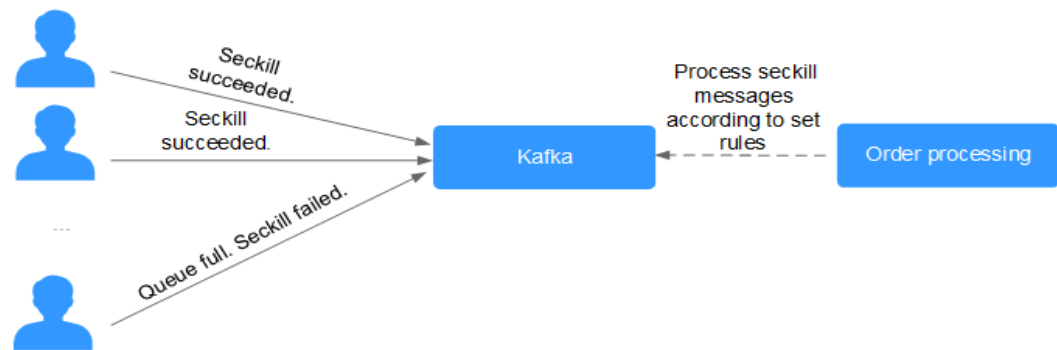 Seckill
succeeded.
Seckill
succeeded.
...
Queue full. Seckill failed.
Kafka
Process seckill
messages
according to set
rules
Order processing